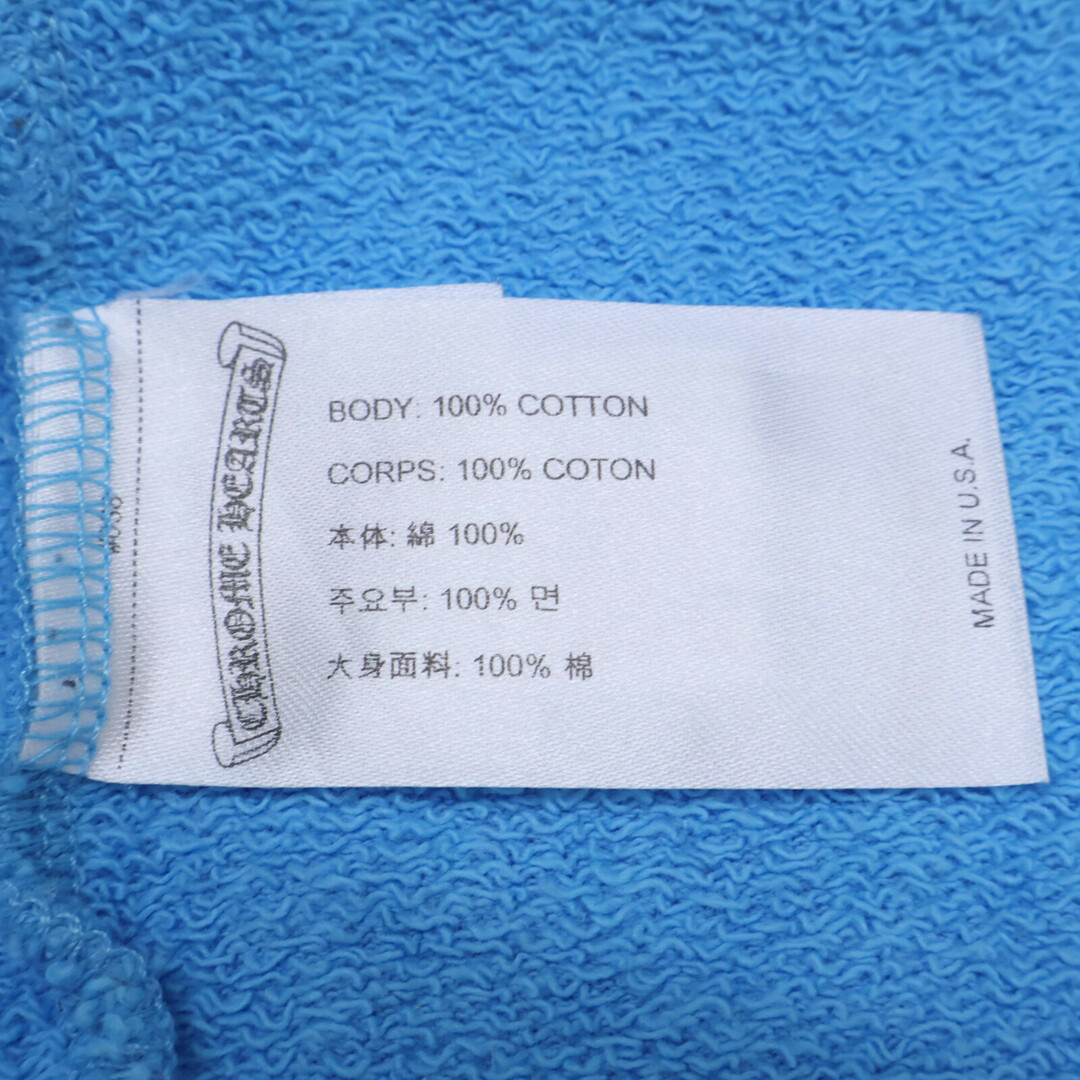 CHROME HEARTS
BODY: 100% COTTON
CORPS: 100% COTON
本体: 綿 100%
주요부: 100% 면
大身面料: 100% 棉
MADE IN U.S.A.